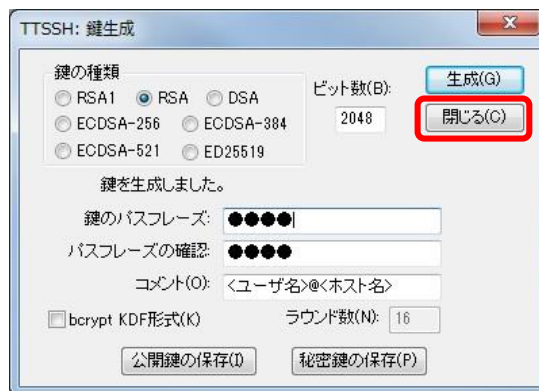 TTSSH: 鍵生成
鍵の種類
RSA1 RSA DSA
ECDSA-256 ECDSA-384
ECDSA-521 ED25519
ビット数(B):
2048
生成(G)
閉じる(C)
鍵を生成しました。
鍵のパスフレーズ: ●●●●
パスフレーズの確認: ●●●●
コメント(O): <ユーザ名>@<ホスト名>
bcrypt KDF形式(K) ラウンド数(N): 16
公開鍵の保存(I) 秘密鍵の保存(P)